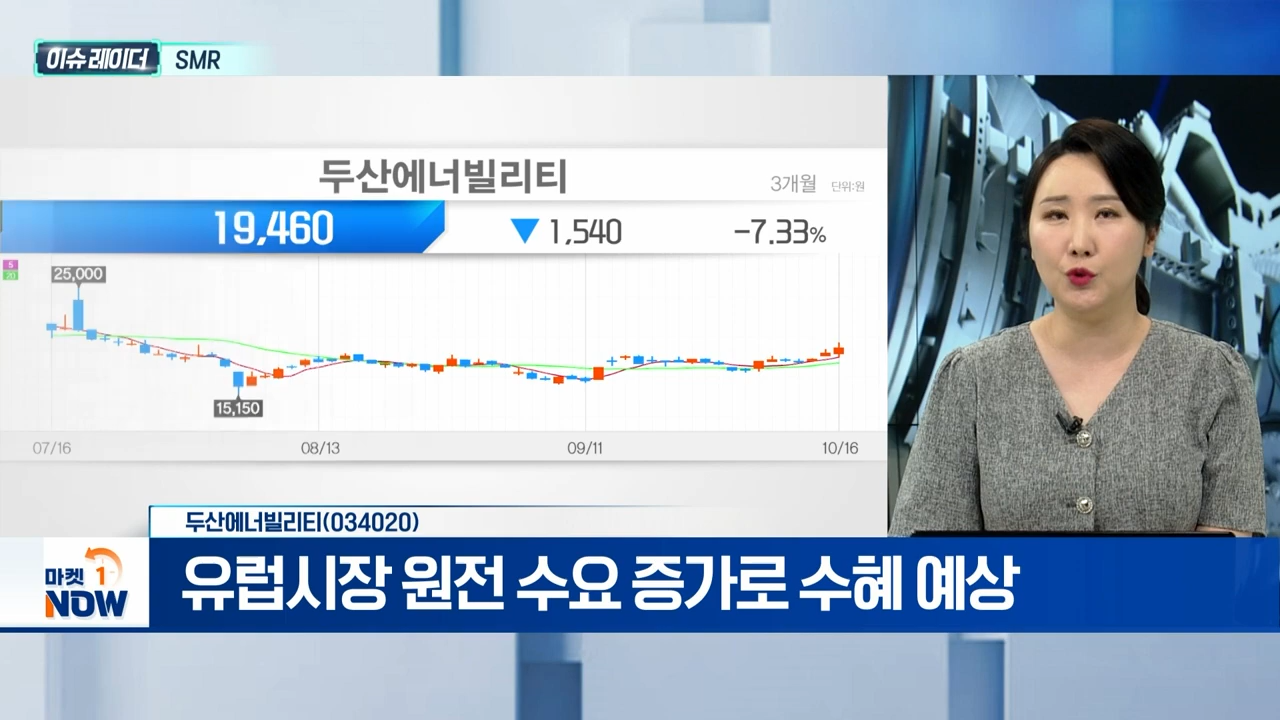 이슈 레이더 SMR
두산에너빌리티
3개월 단위:원
19,460 ▼ 1,540 -7.33%
5
20
25,000
15,150
07/16 08/13 09/11 10/16
두산에너빌리티(034020)
마켓 1
NOW
유럽시장 원전 수요 증가로 수혜 예상